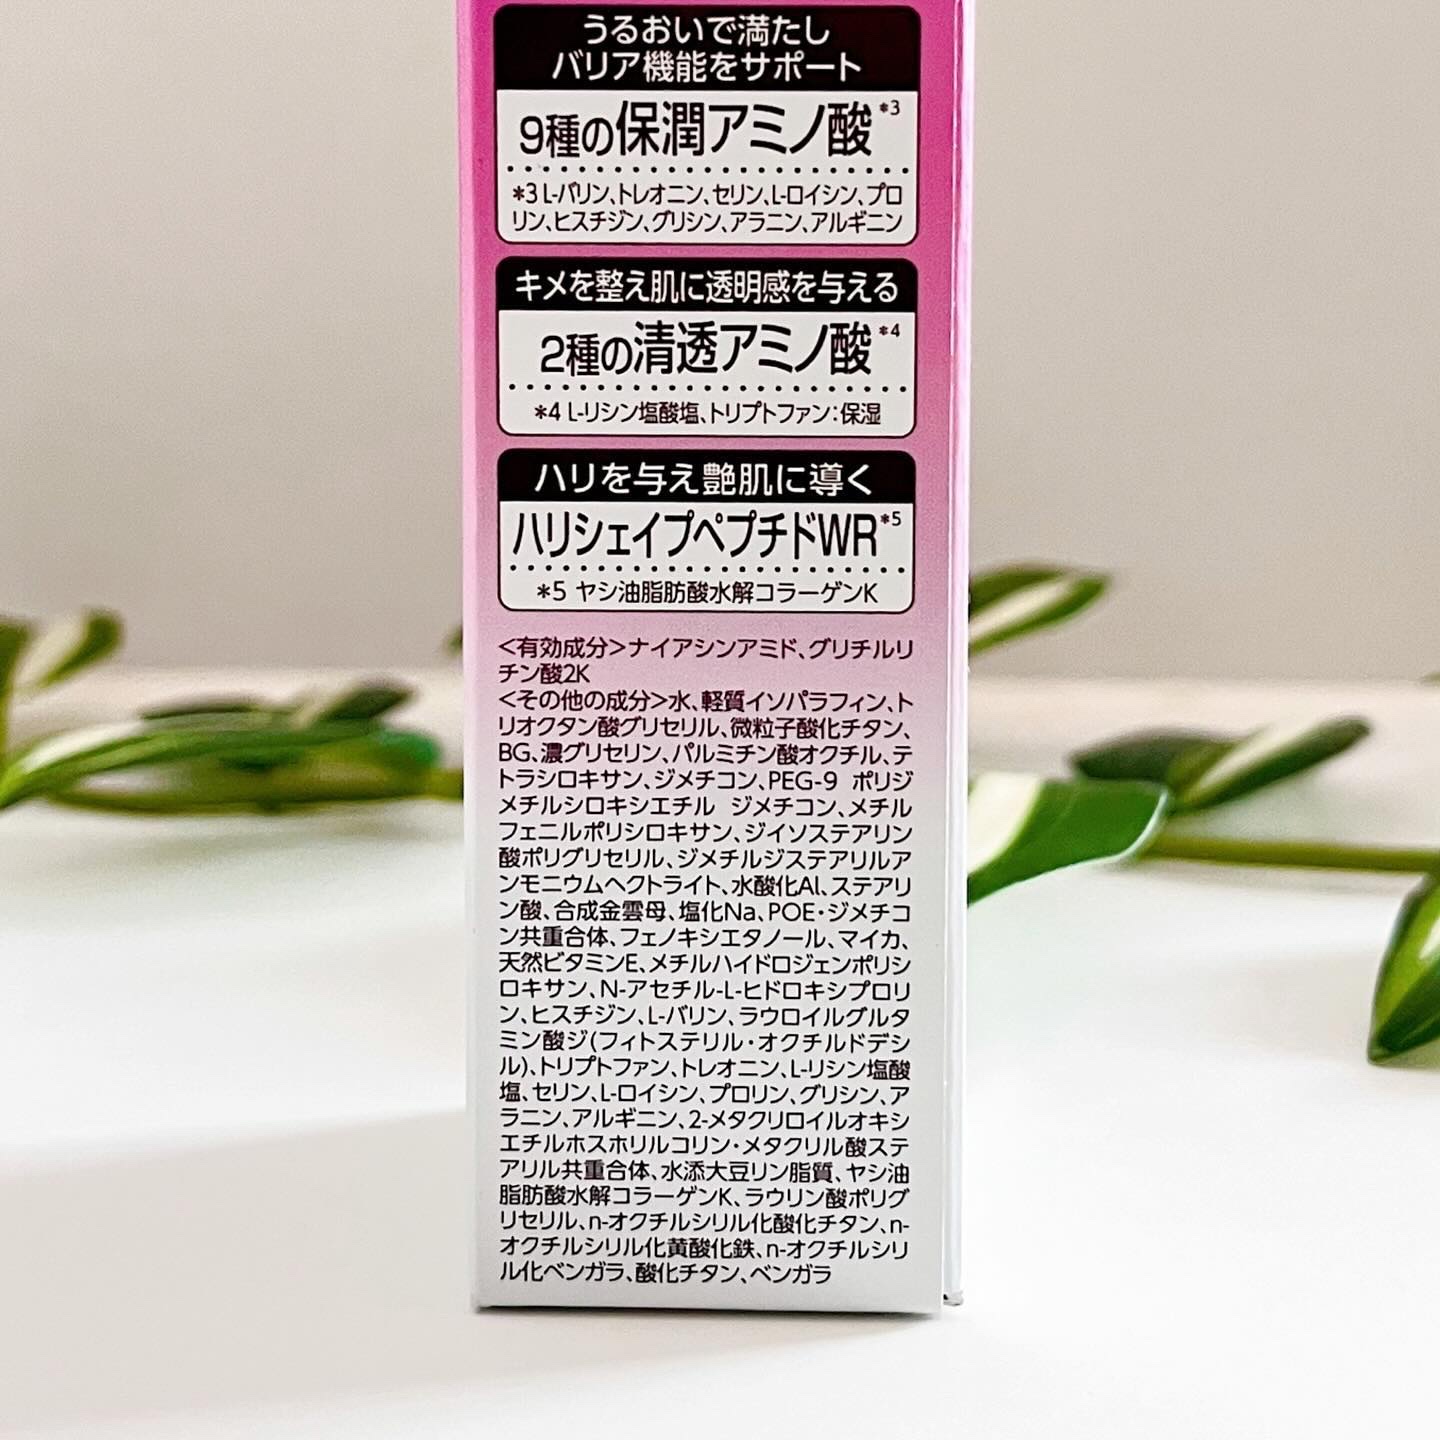 うるおいで満たし
バリア機能をサポート
9種の保潤アミノ酸*3
*3 L-バリン、トレオニン、セリン、L-ロイシン、プロ
リン、ヒスチジン、グリシン、アラニン、アルギニン
キメを整え肌に透明感を与える
2種の清透アミノ酸*4
*4 L-リシン塩酸塩、トリプトファン:保湿
ハリを与え艶肌に導く
ハリシェイプペプチドWR*5
*5 ヤシ油脂肪酸水解コラーゲンK
<有効成分>ナイアシンアミド、グリチルリ
チン酸2K
<その他の成分>水、軽質イソパラフィン、ト
リオクタン酸グリセリル、微粒子酸化チタン、
BG、濃グリセリン、パルミチン酸オクチル、テ
トラシロキサン、ジメチコン、PEG-9 ポリジ
メチルシロキシエチル ジメチコン、メチル
フェニルポリシロキサン、ジイソステアリン
酸ポリグリセリル、ジメチルジステアリルア
ンモニウムヘクトライト、水酸化Al、ステアリ
ン酸、合成金雲母、塩化Na、POE・ジメチコ
ン共重合体、フェノキシエタノール、マイカ、
天然ビタミンE、メチルハイドロジェンポリシ
ロキサン、N-アセチル-L-ヒドロキシプロリ
ン、ヒスチジン、L-バリン、ラウロイルグルタ
ミン酸ジ(フィトステリル・オクチルドデシ
ル)、トリプトファン、トレオニン、L-リシン塩酸
塩、セリン、L-ロイシン、プロリン、グリシン、ア
ラニン、アルギニン、2-メタクリロイルオキシ
エチルホスホリルコリン・メタクリル酸ステ
アリル共重合体、水添大豆リン脂質、ヤシ油
脂肪酸水解コラーゲンK、ラウリン酸ポリグ
リセリル、n-オクチルシリル化酸化チタン、n-
オクチルシリル化黄酸化鉄、n-オクチルシリ
ル化ベンガラ、酸化チタン、ベンガラ